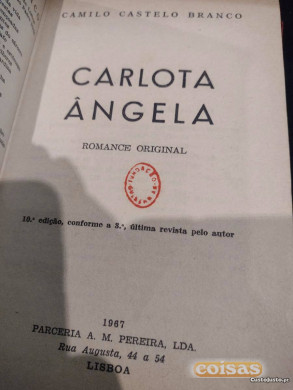 CAMILO CASTELO BRANCO
CARLOTA
ÂNGELA
ROMANCE ORIGINAL
10.ª edição, conforme a 3.ª, última revista pelo autor
1967
PARCERIA A. M. PEREIRA, LDA.
Rua Augusta, 44 a 54
LISBOA
coisas